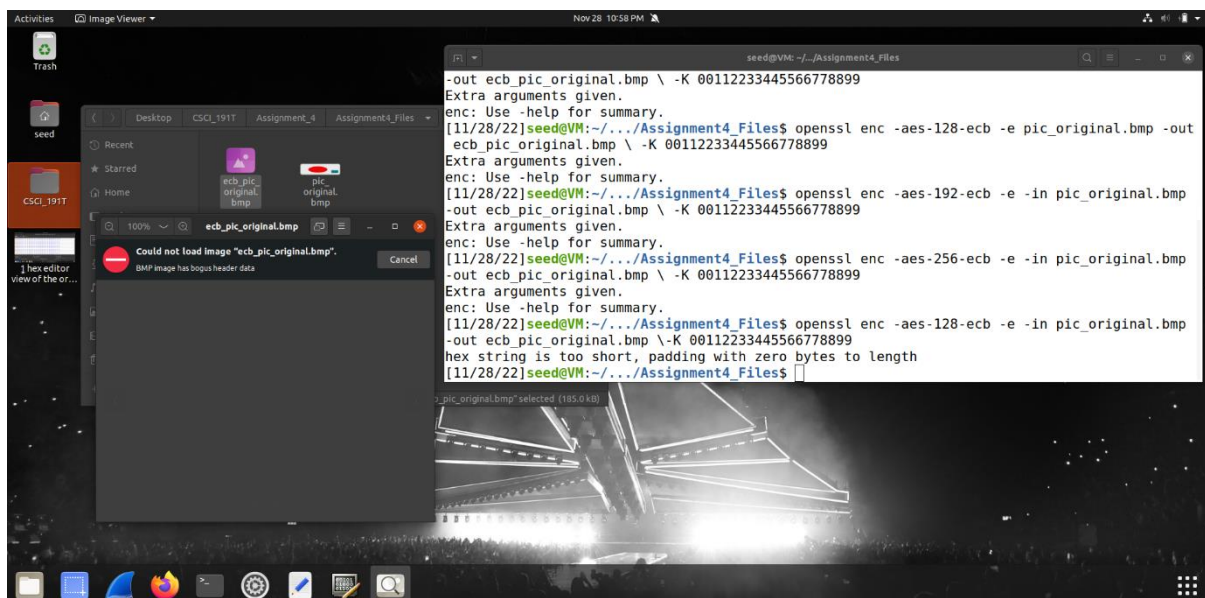 Activities
Image Viewer
Nov 28 10:58 PM
Trash
seed
CSCI_191T
1 hex editor
view of the or...
Desktop CSCI_191T Assignment_4 Assignment4_Files
Recent
Starred
Home
ecb_pic_
original.
bmp
pic_
original.
bmp
100% ecb_pic_original.bmp
Could not load image "ecb_pic_original.bmp".
BMP image has bogus header data
Cancel
_pic_original.bmp" selected (185.0 kB)
seed@VM: ~/.../Assignment4_Files
-out ecb_pic_original.bmp \ -K 00112233445566778899
Extra arguments given.
enc: Use -help for summary.
[11/28/22]seed@VM:~/.../Assignment4_Files$ openssl enc -aes-128-ecb -e pic_original.bmp -out
ecb_pic_original.bmp \ -K 00112233445566778899
Extra arguments given.
enc: Use -help for summary.
[11/28/22]seed@VM:~/.../Assignment4_Files$ openssl enc -aes-192-ecb -e -in pic_original.bmp
-out ecb_pic_original.bmp \ -K 00112233445566778899
Extra arguments given.
enc: Use -help for summary.
[11/28/22]seed@VM:~/.../Assignment4_Files$ openssl enc -aes-256-ecb -e -in pic_original.bmp
-out ecb_pic_original.bmp \ -K 00112233445566778899
Extra arguments given.
enc: Use -help for summary.
[11/28/22]seed@VM:~/.../Assignment4_Files$ openssl enc -aes-128-ecb -e -in pic_original.bmp
-out ecb_pic_original.bmp \-K 00112233445566778899
hex string is too short, padding with zero bytes to length
[11/28/22]seed@VM:~/.../Assignment4_Files$